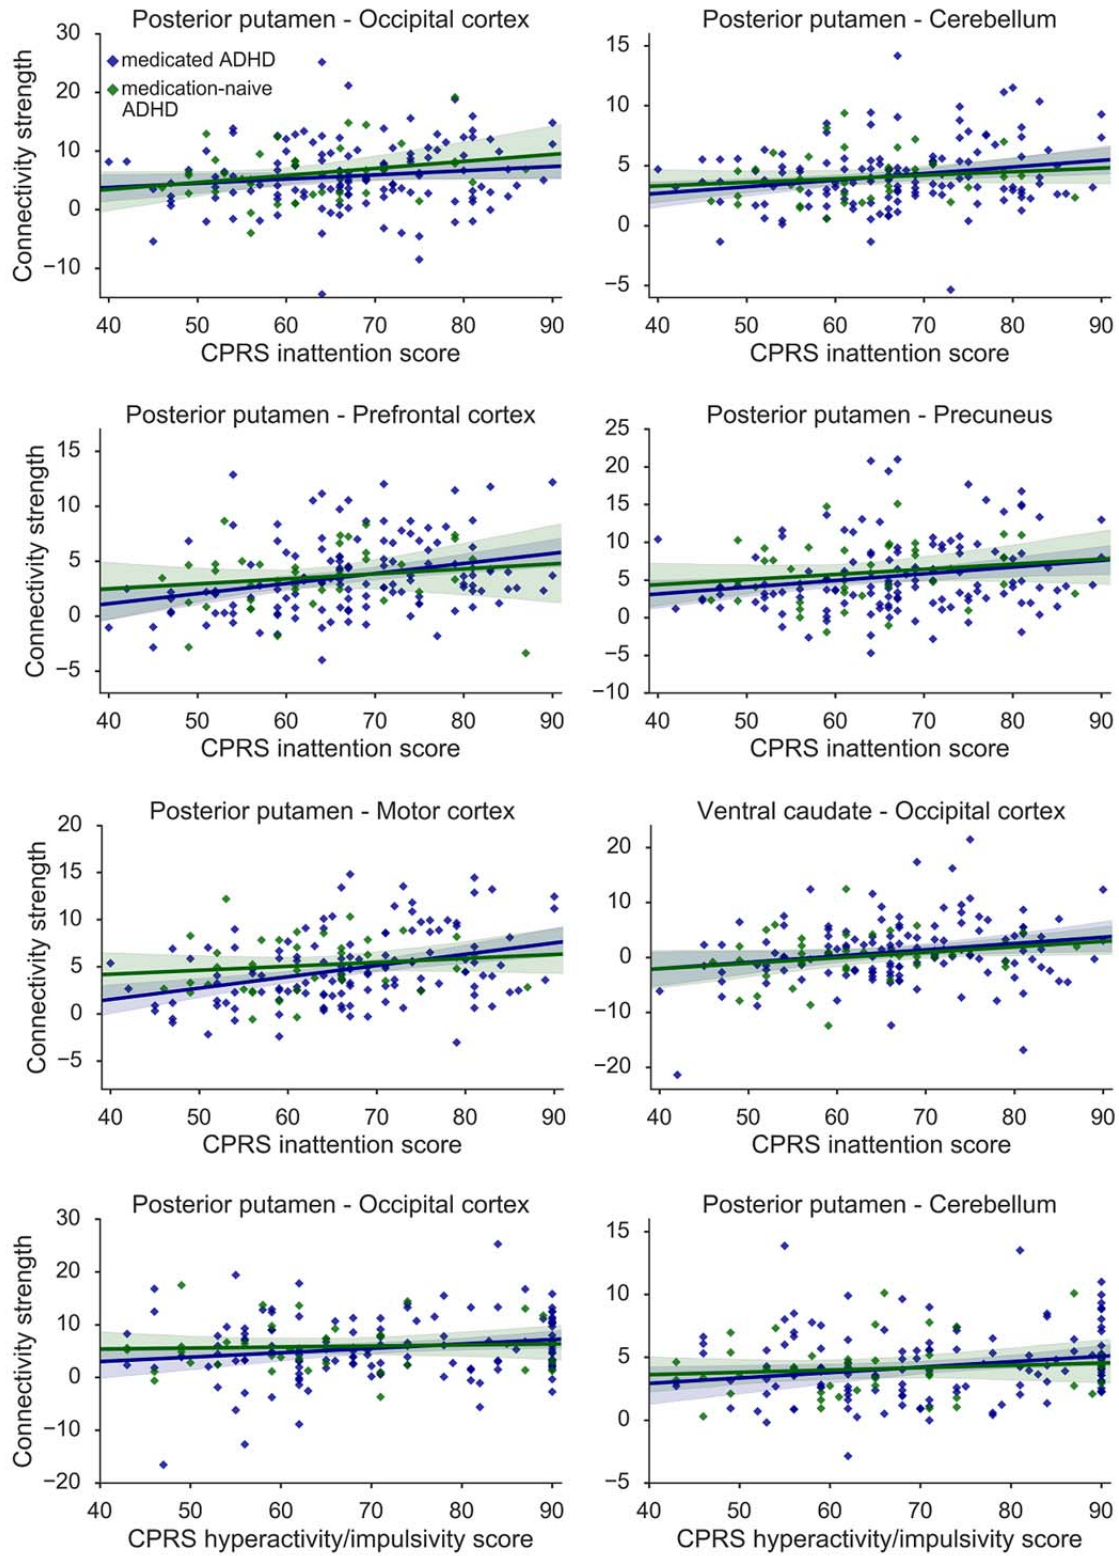 Posterior putamen - Occipital cortex
30
20
10
0
−10
Connectivity strength
medicated ADHD
medication-naive
ADHD
40 50 60 70 80 90
CPRS inattention score
Posterior putamen - Cerebellum
15
10
5
0
−5
40 50 60 70 80 90
CPRS inattention score
Posterior putamen - Prefrontal cortex
15
10
5
0
−5
Connectivity strength
40 50 60 70 80 90
CPRS inattention score
Posterior putamen - Precuneus
25
20
15
10
5
0
−5
−10
40 50 60 70 80 90
CPRS inattention score
Posterior putamen - Motor cortex
20
15
10
5
0
−5
Connectivity strength
40 50 60 70 80 90
CPRS inattention score
Ventral caudate - Occipital cortex
20
10
0
−10
−20
40 50 60 70 80 90
CPRS inattention score
Posterior putamen - Occipital cortex
30
20
10
0
−10
−20
Connectivity strength
40 50 60 70 80 90
CPRS hyperactivity/impulsivity score
Posterior putamen - Cerebellum
15
10
5
0
−5
40 50 60 70 80 90
CPRS hyperactivity/impulsivity score